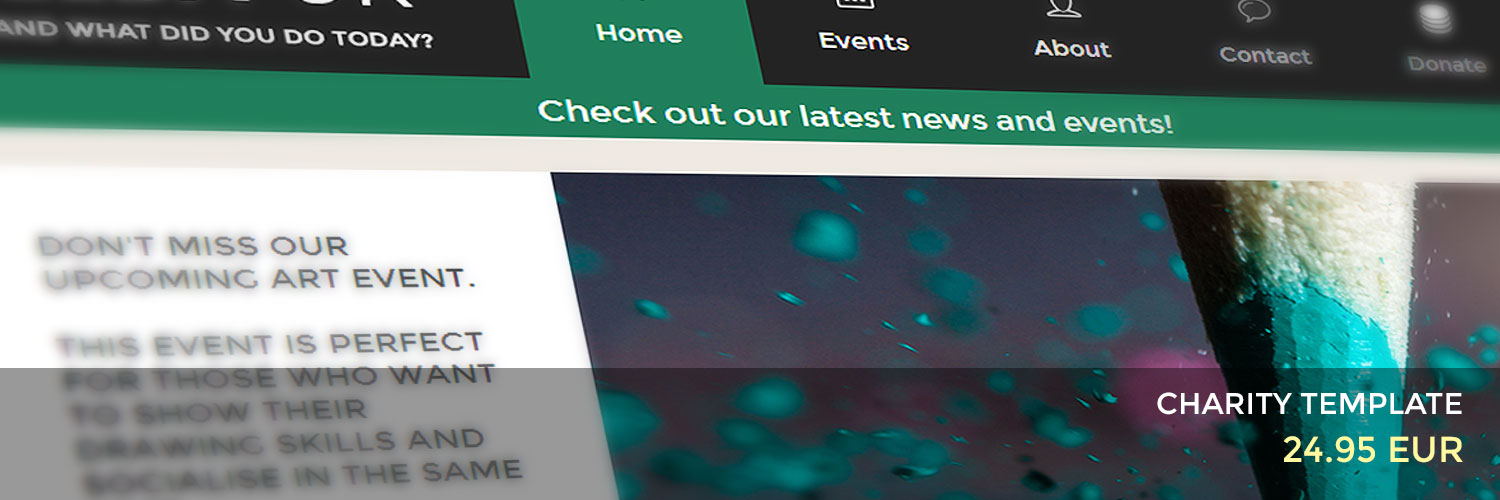 AND WHAT DID YOU DO TODAY?
Home
Events
About
Contact
Donate
Check out our latest news and events!
DON'T MISS OUR
UPCOMING ART EVENT.
THIS EVENT IS PERFECT
FOR THOSE WHO WANT
TO SHOW THEIR
DRAWING SKILLS AND
SOCIALISE IN THE SAME
CHARITY TEMPLATE
24.95 EUR